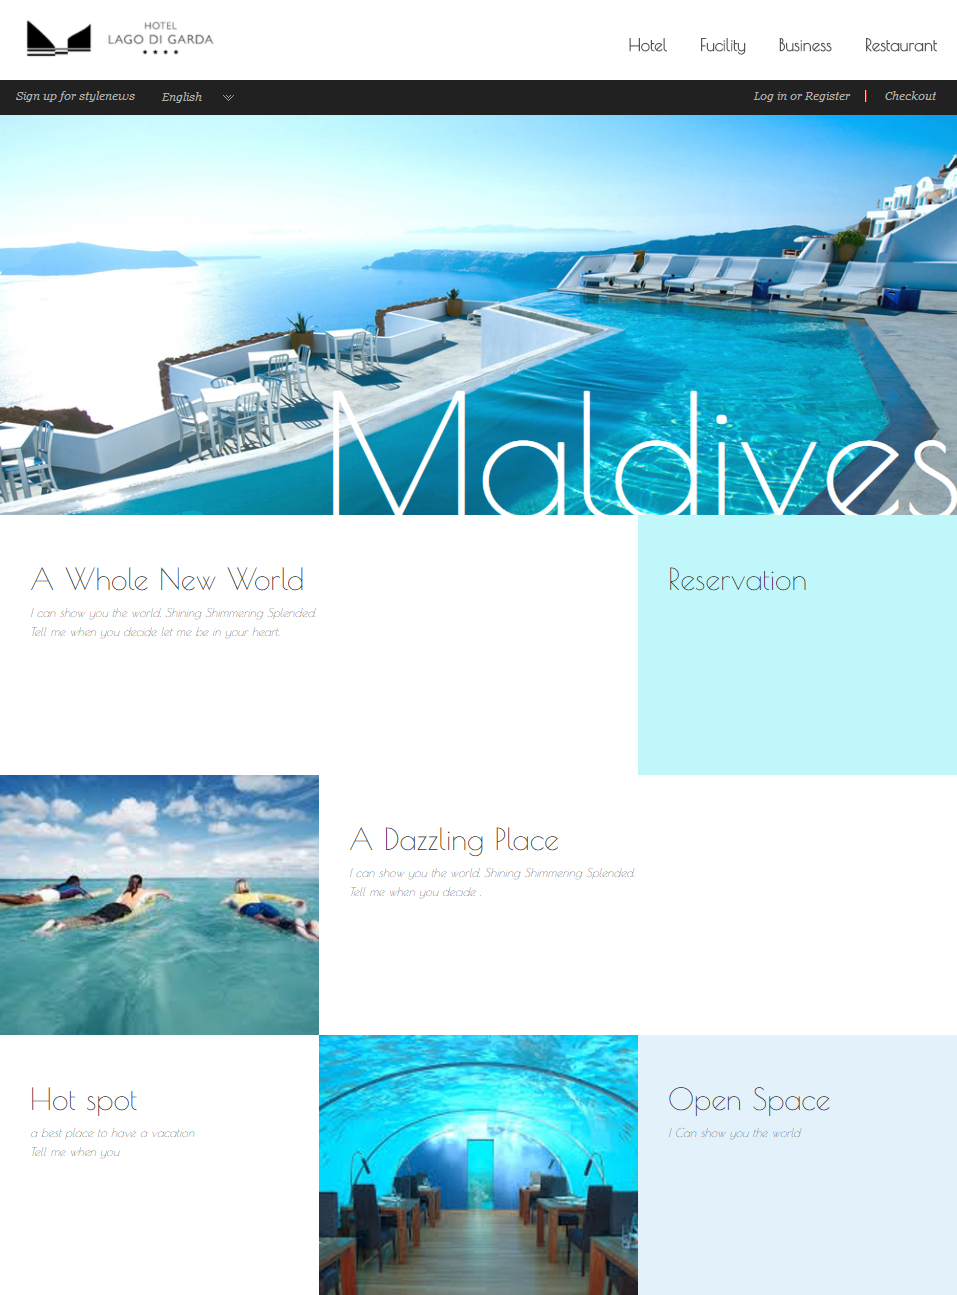 HOTEL
LAGO DI GARDA
Hotel Fucility Business Restaurant
Sign up for stylenews English Log in or Register Checkout
Maldives
A Whole New World
I can show you the world. Shining Shimmering Splended.
Tell me when you decide let me be in your heart.
Reservation
A Dazzling Place
I can show you the world. Shining Shimmering Splended.
Tell me when you decide .
Hot spot
a best place to have a vacation
Tell me when you
Open Space
I Can show you the world